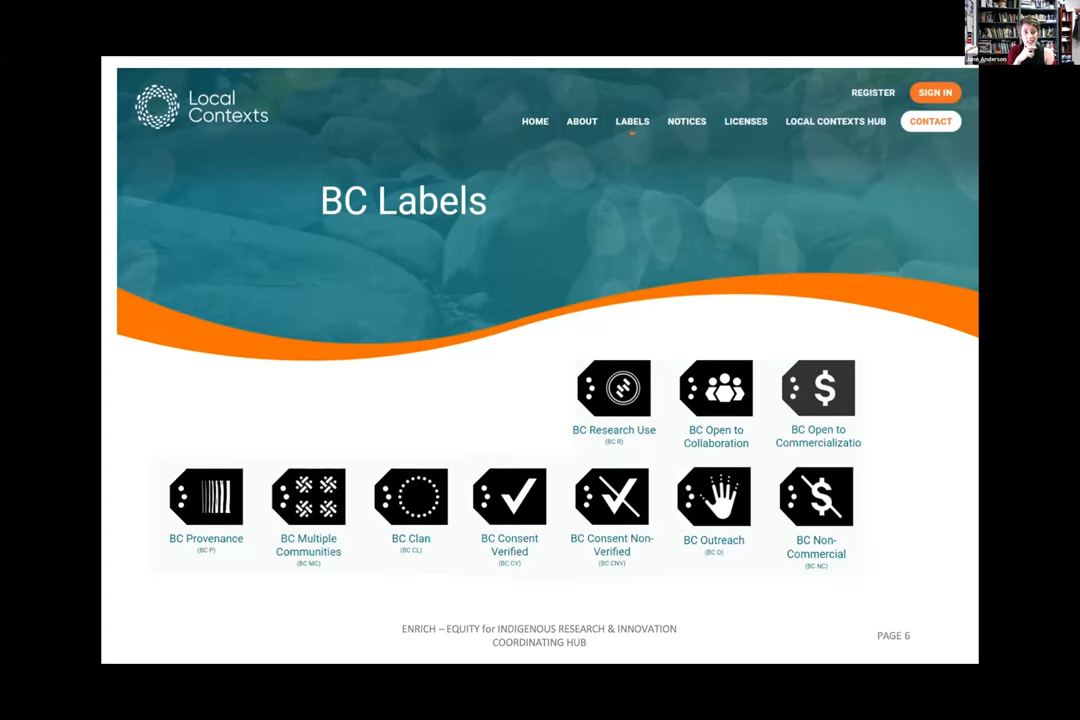 Jane Anderson
Local
Contexts
REGISTER
SIGN IN
HOME
ABOUT
LABELS
NOTICES
LICENSES
LOCAL CONTEXTS HUB
CONTACT
BC Labels
BC Research Use
(BC R)
BC Open to
Collaboration
BC Open to
Commercializatio
BC Provenance
(BC P)
BC Multiple
Communities
(BC MC)
BC Clan
(BC CL)
BC Consent
Verified
(BC CV)
BC Consent Non-
Verified
(BC CNV)
BC Outreach
(BC O)
BC Non-
Commercial
(BC NC)
ENRICH – EQUITY for INDIGENOUS RESEARCH & INNOVATION
COORDINATING HUB
PAGE 6